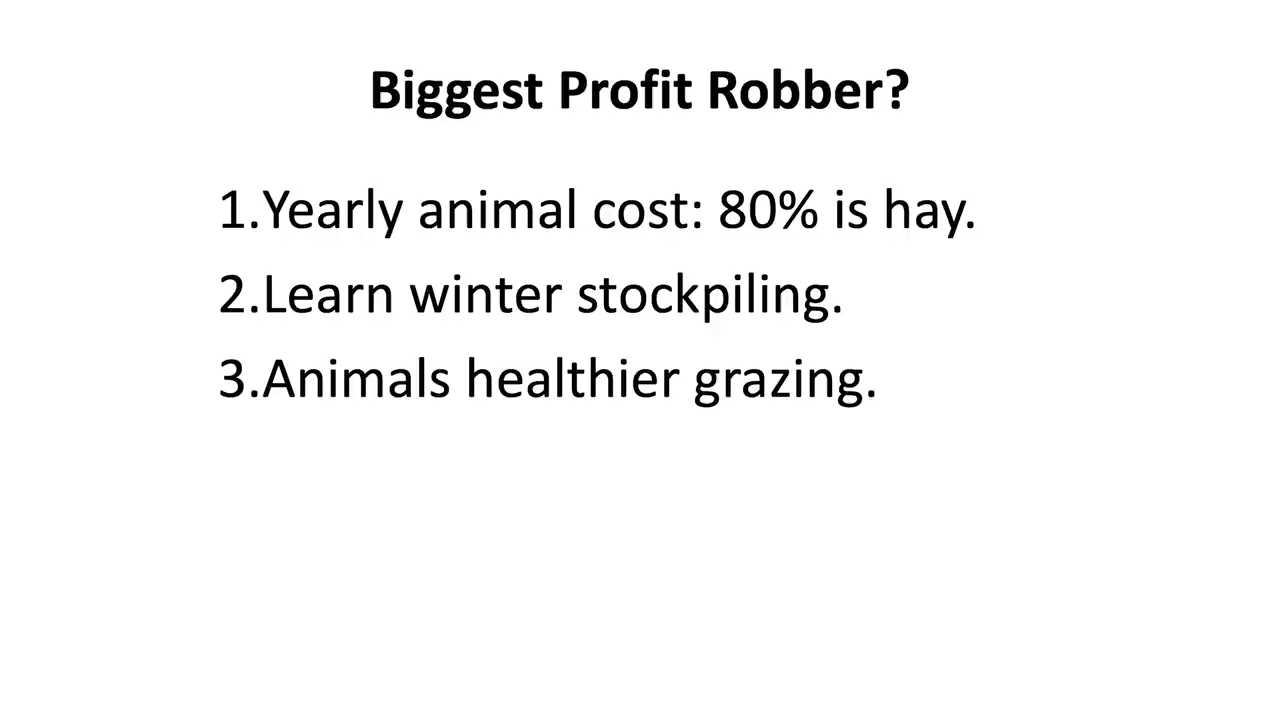 Biggest Profit Robber?
1.Yearly animal cost: 80% is hay.
2.Learn winter stockpiling.
3.Animals healthier grazing.